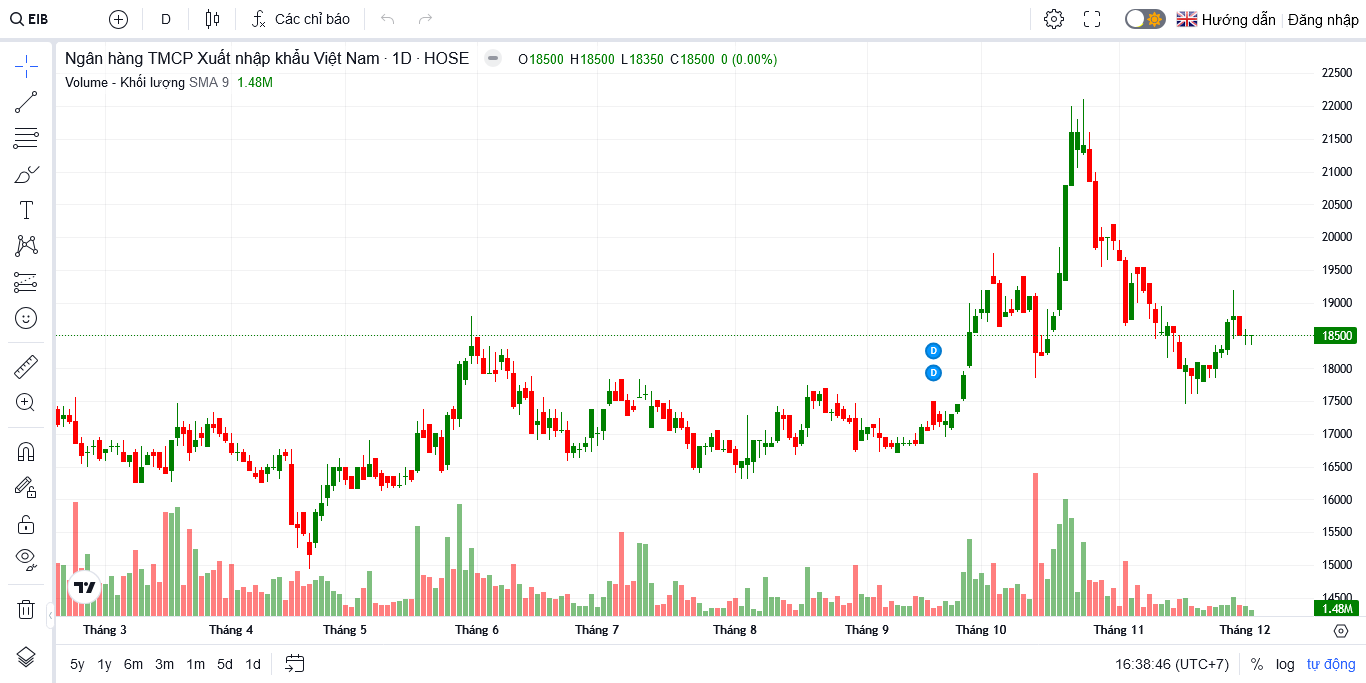 EIB D Các chỉ báo Hướng dẫn Đăng nhập
Ngân hàng TMCP Xuất nhập khẩu Việt Nam · 1D · HOSE O18500 H18500 L18350 C18500 0 (0.00%)
Volume - Khối lượng SMA 9 1.48M
22500
22000
21500
21000
20500
20000
19500
19000
18500
18000
17500
17000
16500
16000
15500
15000
14500
1.48M
D
D
Tháng 3 Tháng 4 Tháng 5 Tháng 6 Tháng 7 Tháng 8 Tháng 9 Tháng 10 Tháng 11 Tháng 12
5y 1y 6m 3m 1m 5d 1d 16:38:46 (UTC+7) % log tự động